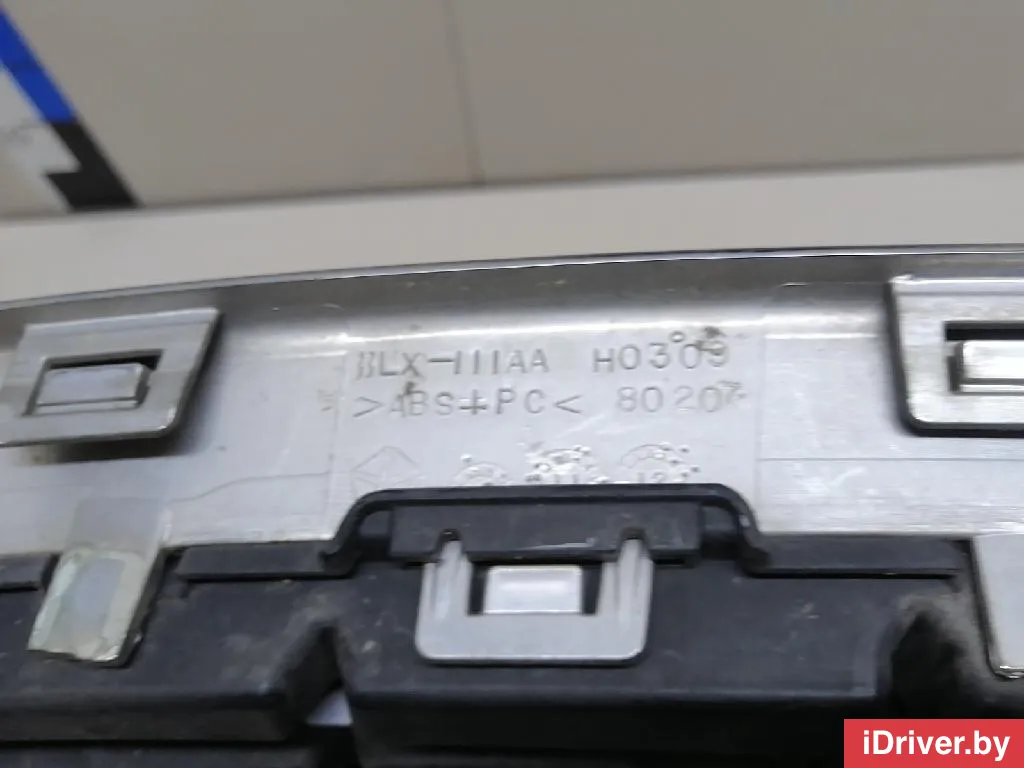 BLX-111AA H0309
>ABS+PC< 80207
iDriver.by